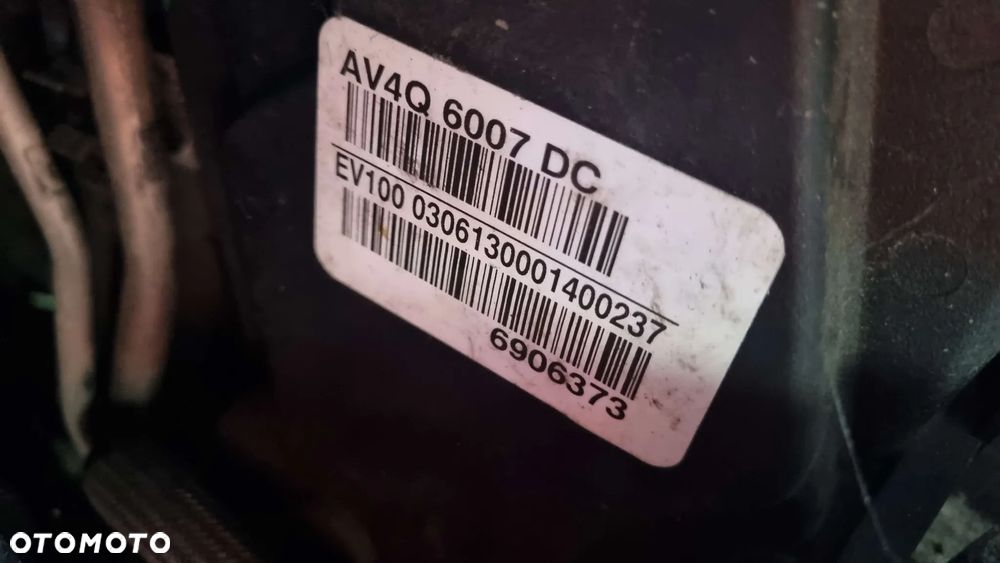 AV4Q 6007 DC
EV100 0306130001400237
6906373
OTOMOTO